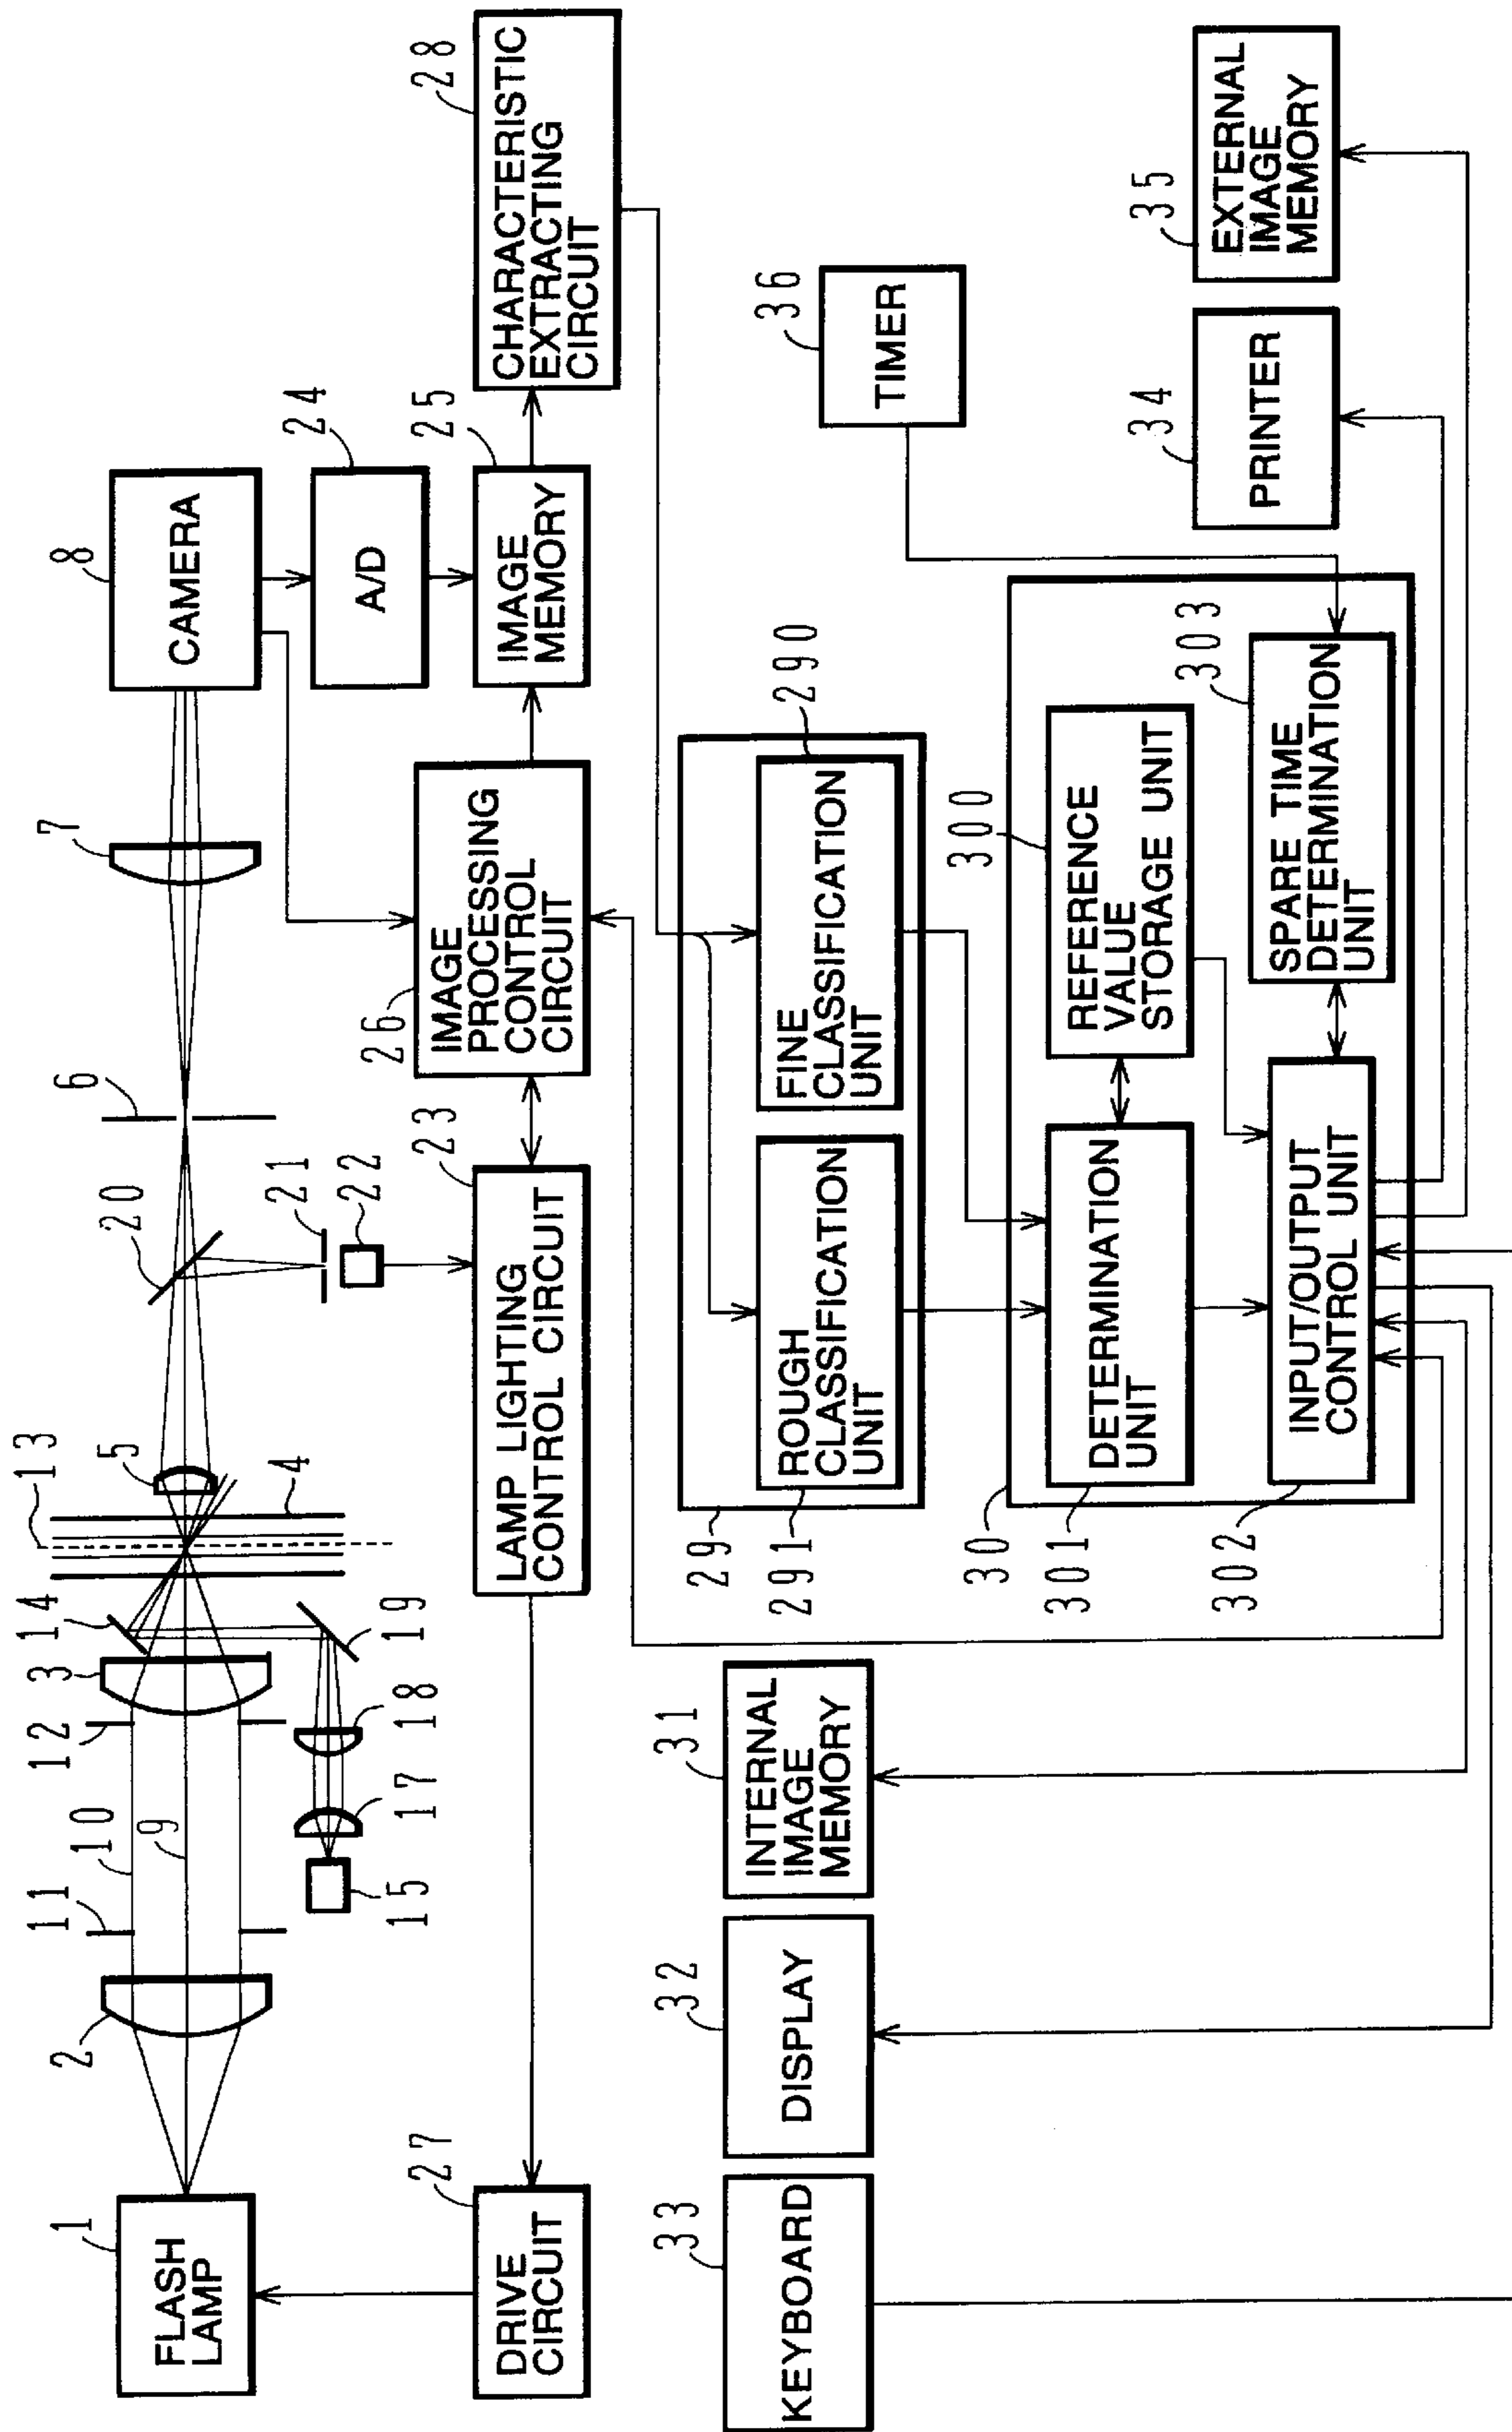 1
FLASH
LAMP
2
11
10
9
12
3
14
13
5
4
20
6
7
8
CAMERA
15
17
18
19
21
22
24
A/D
27
DRIVE
CIRCUIT
23
LAMP LIGHTING
CONTROL CIRCUIT
26
IMAGE
PROCESSING
CONTROL
CIRCUIT
25
IMAGE
MEMORY
28
CHARACTERISTIC
EXTRACTING
CIRCUIT
33
KEYBOARD
32
DISPLAY
31
INTERNAL
IMAGE
MEMORY
29
291
ROUGH
CLASSIFICATION
UNIT
290
FINE
CLASSIFICATION
UNIT
36
TIMER
30
301
DETERMINATION
UNIT
300
REFERENCE
VALUE
STORAGE UNIT
302
INPUT/OUTPUT
CONTROL UNIT
303
SPARE TIME
DETERMINATION
UNIT
34
PRINTER
35
EXTERNAL
IMAGE
MEMORY